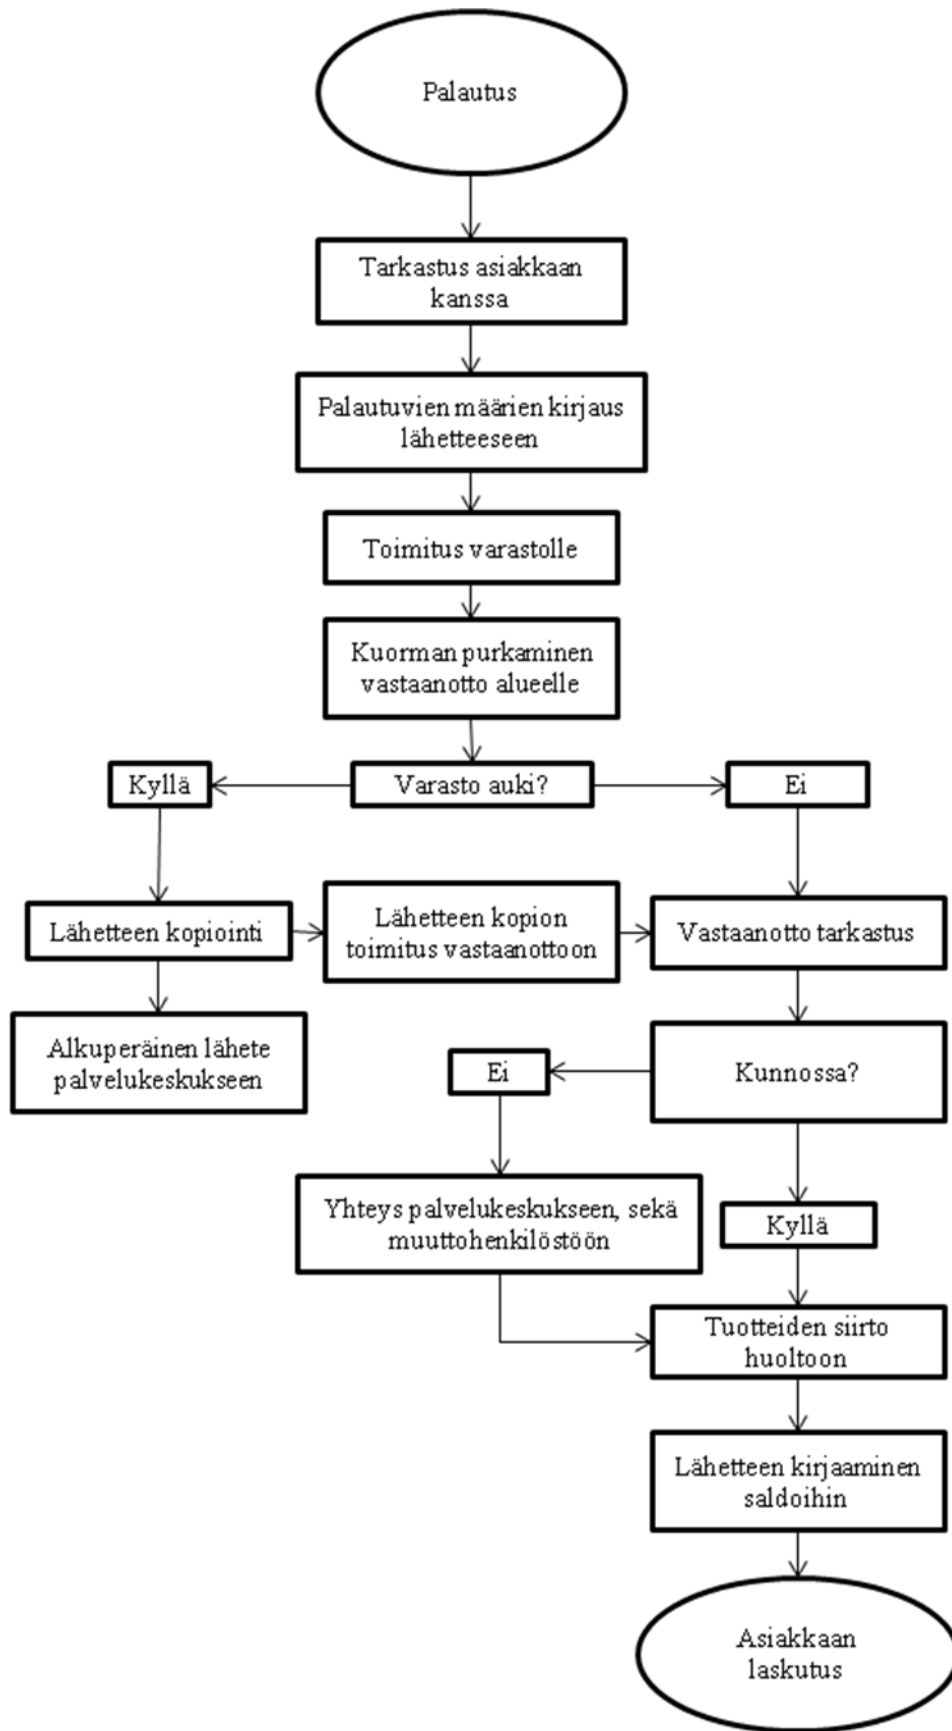 Palautus
Tarkastus asiakkaan
kanssa
Palautuvien määrien kirjaus
lähetteeseen
Toimitus varastolle
Kuorman purkaminen
vastaanotto alueelle
Kyllä
Varasto auki?
Ei
Lähetteen kopiointi
Lähetteen kopion
toimitus vastaanottoon
Vastaanotto tarkastus
Alkuperäinen lähete
palvelukeskukseen
Ei
Kunnossa?
Yhteys palvelukeskukseen, sekä
muuttohenkilöstöön
Kyllä
Tuotteiden siirto
huoltoon
Lähetteen kirjaaminen
saldoihin
Asiakkaan
laskutus